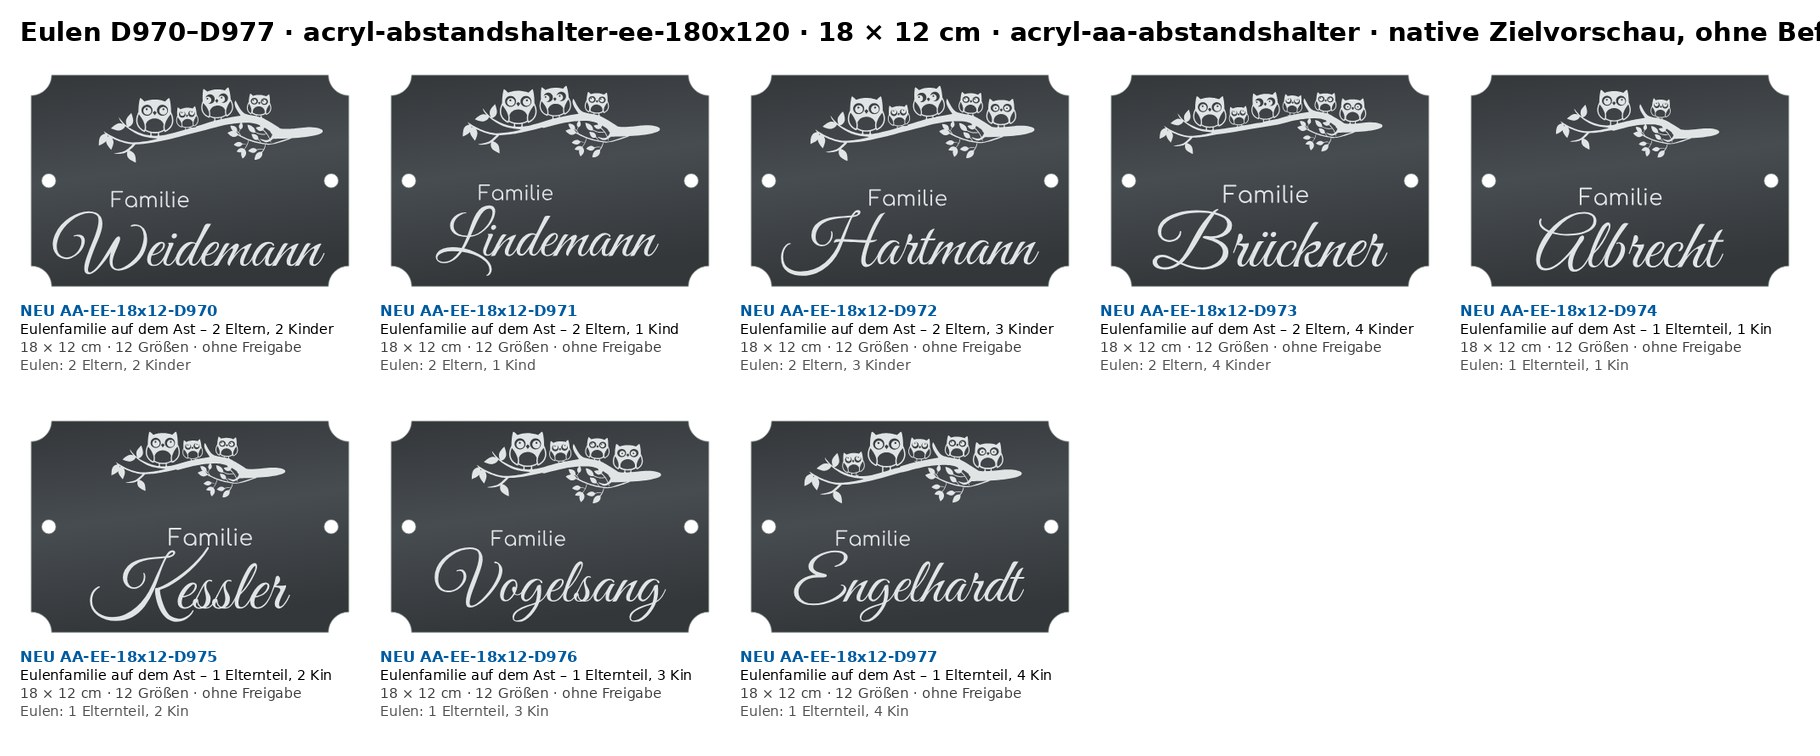 Eulen D970–D977 · acryl-abstandshalter-ee-180x120 · 18 × 12 cm · acryl-aa-abstandshalter · native Zielvorschau, ohne
Familie
Weidemann
NEU AA-EE-18x12-D970
Eulenfamilie auf dem Ast – 2 Eltern, 2 Kinder
18 × 12 cm · 12 Größen · ohne Freigabe
Eulen: 2 Eltern, 2 Kinder
Familie
Lindemann
NEU AA-EE-18x12-D971
Eulenfamilie auf dem Ast – 2 Eltern, 1 Kind
18 × 12 cm · 12 Größen · ohne Freigabe
Eulen: 2 Eltern, 1 Kind
Familie
Hartmann
NEU AA-EE-18x12-D972
Eulenfamilie auf dem Ast – 2 Eltern, 3 Kinder
18 × 12 cm · 12 Größen · ohne Freigabe
Eulen: 2 Eltern, 3 Kinder
Familie
Brückner
NEU AA-EE-18x12-D973
Eulenfamilie auf dem Ast – 2 Eltern, 4 Kinder
18 × 12 cm · 12 Größen · ohne Freigabe
Eulen: 2 Eltern, 4 Kinder
Familie
Albrecht
NEU AA-EE-18x12-D974
Eulenfamilie auf dem Ast – 1 Elternteil, 1 Kin
18 × 12 cm · 12 Größen · ohne Freigabe
Eulen: 1 Elternteil, 1 Kin
Familie
Kessler
NEU AA-EE-18x12-D975
Eulenfamilie auf dem Ast – 1 Elternteil, 2 Kin
18 × 12 cm · 12 Größen · ohne Freigabe
Eulen: 1 Elternteil, 2 Kin
Familie
Vogelsang
NEU AA-EE-18x12-D976
Eulenfamilie auf dem Ast – 1 Elternteil, 3 Kin
18 × 12 cm · 12 Größen · ohne Freigabe
Eulen: 1 Elternteil, 3 Kin
Familie
Engelhardt
NEU AA-EE-18x12-D977
Eulenfamilie auf dem Ast – 1 Elternteil, 4 Kin
18 × 12 cm · 12 Größen · ohne Freigabe
Eulen: 1 Elternteil, 4 Kin